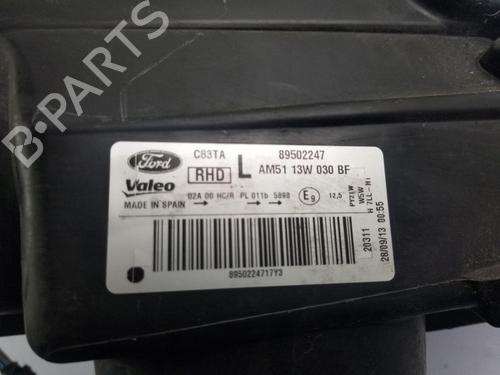 B-PARTS
Ford
C83TA
89502247
RHD
L
AM51 13W 030 BF
Valeo
MADE IN SPAIN
02A 00 HC/R PL 011b 5898
E9
12,5
PY21W
W5W
H 7LL-H1
20311
28/09/13 00:55
8950224717Y3